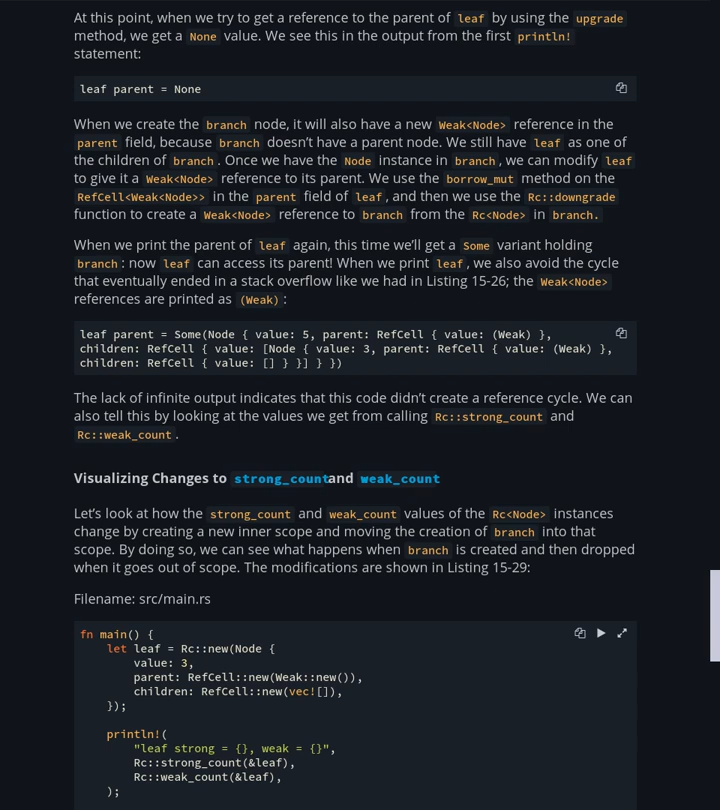 At this point, when we try to get a reference to the parent of leaf by using the upgrade
method, we get a None value. We see this in the output from the first println!
statement:
leaf parent = None
When we create the branch node, it will also have a new Weak<Node> reference in the
parent field, because branch doesn’t have a parent node. We still have leaf as one of
the children of branch. Once we have the Node instance in branch, we can modify leaf
to give it a Weak<Node> reference to its parent. We use the borrow_mut method on the
RefCell<Weak<Node>> in the parent field of leaf, and then we use the Rc::downgrade
function to create a Weak<Node> reference to branch from the Rc<Node> in branch.
When we print the parent of leaf again, this time we’ll get a Some variant holding
branch: now leaf can access its parent! When we print leaf, we also avoid the cycle
that eventually ended in a stack overflow like we had in Listing 15-26; the Weak<Node>
references are printed as (Weak):
leaf parent = Some(Node { value: 5, parent: RefCell { value: (Weak) },
children: RefCell { value: [Node { value: 3, parent: RefCell { value: (Weak) },
children: RefCell { value: [] } }] } })
The lack of infinite output indicates that this code didn’t create a reference cycle. We can
also tell this by looking at the values we get from calling Rc::strong_count and
Rc::weak_count.
Visualizing Changes to strong_count and weak_count
Let’s look at how the strong_count and weak_count values of the Rc<Node> instances
change by creating a new inner scope and moving the creation of branch into that
scope. By doing so, we can see what happens when branch is created and then dropped
when it goes out of scope. The modifications are shown in Listing 15-29:
Filename: src/main.rs
fn main() {
    let leaf = Rc::new(Node {
        value: 3,
        parent: RefCell::new(Weak::new()),
        children: RefCell::new(vec![]),
    });
    println!(
        "leaf strong = {}, weak = {}",
        Rc::strong_count(&leaf),
        Rc::weak_count(&leaf),
    );